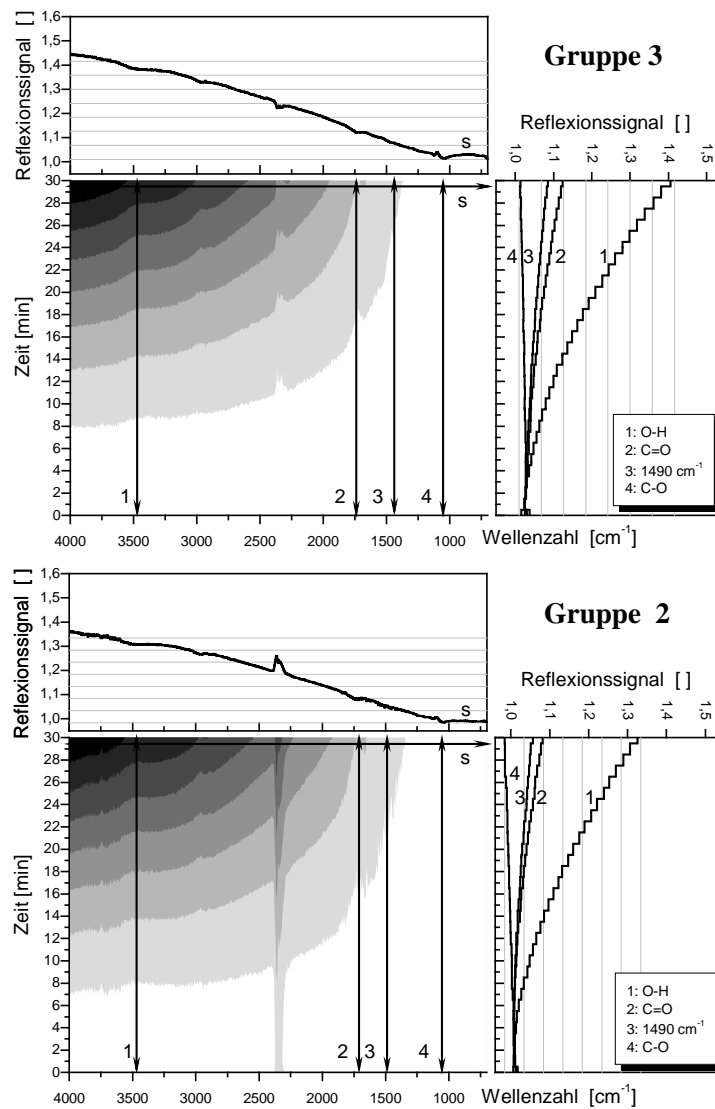 Gruppe 3
Reflexionssignal [ ]
1,6
1,5
1,4
1,3
1,2
1,1
1,0
s
Reflexionssignal [ ]
1,0 1,1 1,2 1,3 1,4 1,5
Zeit [min]
30
28
26
24
22
20
18
16
14
12
10
8
6
4
2
0
s
1 2 3 4
4 3 2 1
1: O-H
2: C=O
3: 1490 cm⁻¹
4: C-O
4000 3500 3000 2500 2000 1500 1000
Wellenzahl [cm⁻¹]
Gruppe 2
Reflexionssignal [ ]
1,6
1,5
1,4
1,3
1,2
1,1
1,0
s
Reflexionssignal [ ]
1,0 1,1 1,2 1,3 1,4 1,5
Zeit [min]
30
28
26
24
22
20
18
16
14
12
10
8
6
4
2
0
s
1 2 3 4
4
3 2 1
1: O-H
2: C=O
3: 1490 cm⁻¹
4: C-O
4000 3500 3000 2500 2000 1500 1000
Wellenzahl [cm⁻¹]